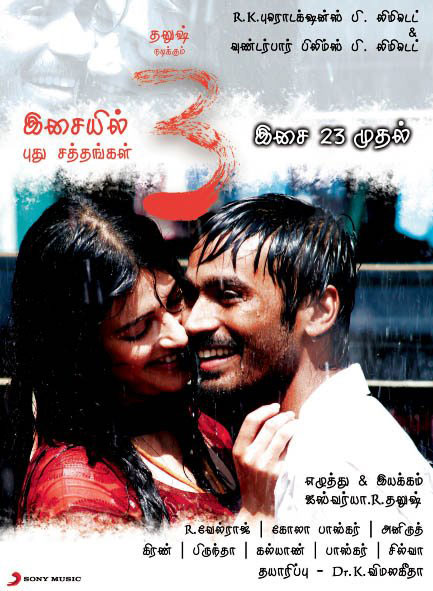 தனுஷ்
நடிக்கும்
3
R.K.புரொடக்ஷன்ஸ் பி. லிமிடெட்
&
வுண்டர்பார் பிலிம்ஸ் பி. லிமிடெட்
இசையில்
புது சத்தங்கள்
இசை 23 முதல்
எழுத்து & இயக்கம்
ஐஸ்வர்யா.R.தனுஷ்
R.வேல்ராஜ் | கோலா பாஸ்கர் | அனிருத்
கிரண் | பிருந்தா | கல்யாண் | பாஸ்கர் | சில்வா
தயாரிப்பு - Dr.K.விமலகீதா
SONY MUSIC